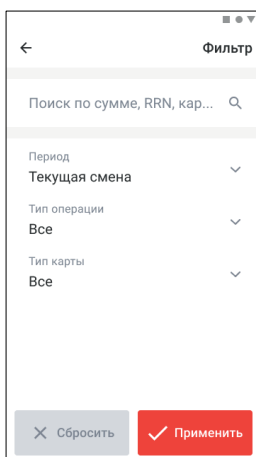 Фильтр
Поиск по сумме, RRN, кар...
Период
Текущая смена
Тип операции
Все
Тип карты
Все
Сбросить
Применить